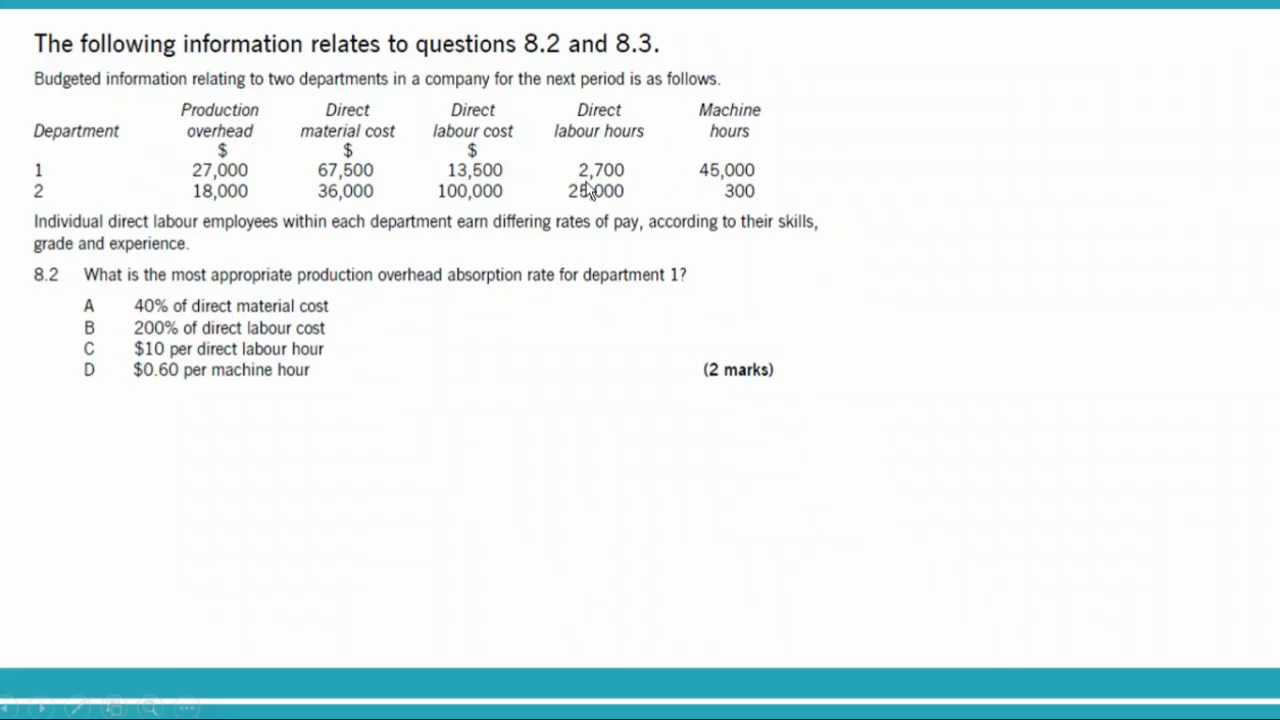 The following information relates to questions 8.2 and 8.3.
Budgeted information relating to two departments in a company for the next period is as follows.
Production Direct Direct Direct Machine
Department overhead material cost labour cost labour hours hours
$ $ $
1 27,000 67,500 13,500 2,700 45,000
2 18,000 36,000 100,000 25,000 300
Individual direct labour employees within each department earn differing rates of pay, according to their skills,
grade and experience.
8.2 What is the most appropriate production overhead absorption rate for department 1?
A 40% of direct material cost
B 200% of direct labour cost
C $10 per direct labour hour
D $0.60 per machine hour (2 marks)